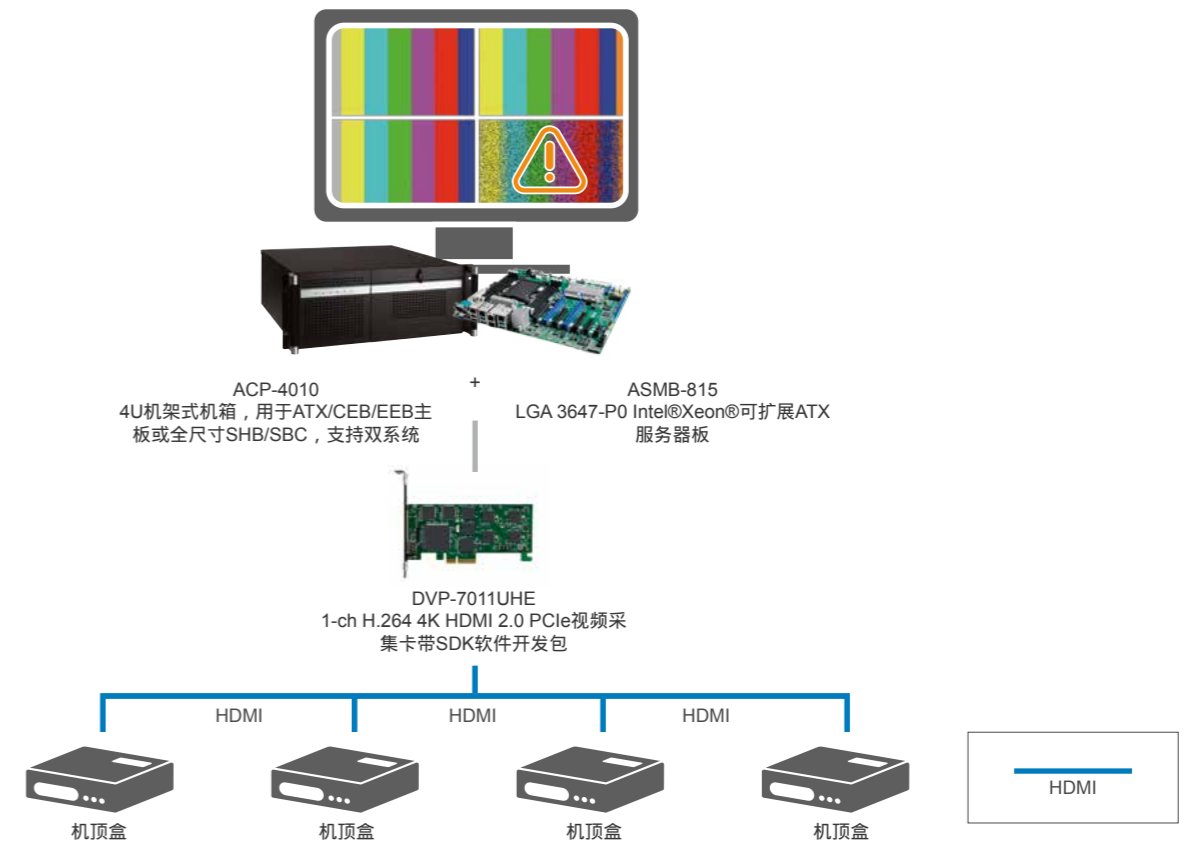 ACP-4010
4U机架式机箱，用于ATX/CEB/EEB主
板或全尺寸SHB/SBC，支持双系统
+
ASMB-815
LGA 3647-P0 Intel®Xeon®可扩展ATX
服务器板
DVP-7011UHE
1-ch H.264 4K HDMI 2.0 PCIe视频采
集卡带SDK软件开发包
HDMI
HDMI
HDMI
机顶盒
机顶盒
机顶盒
机顶盒
HDMI